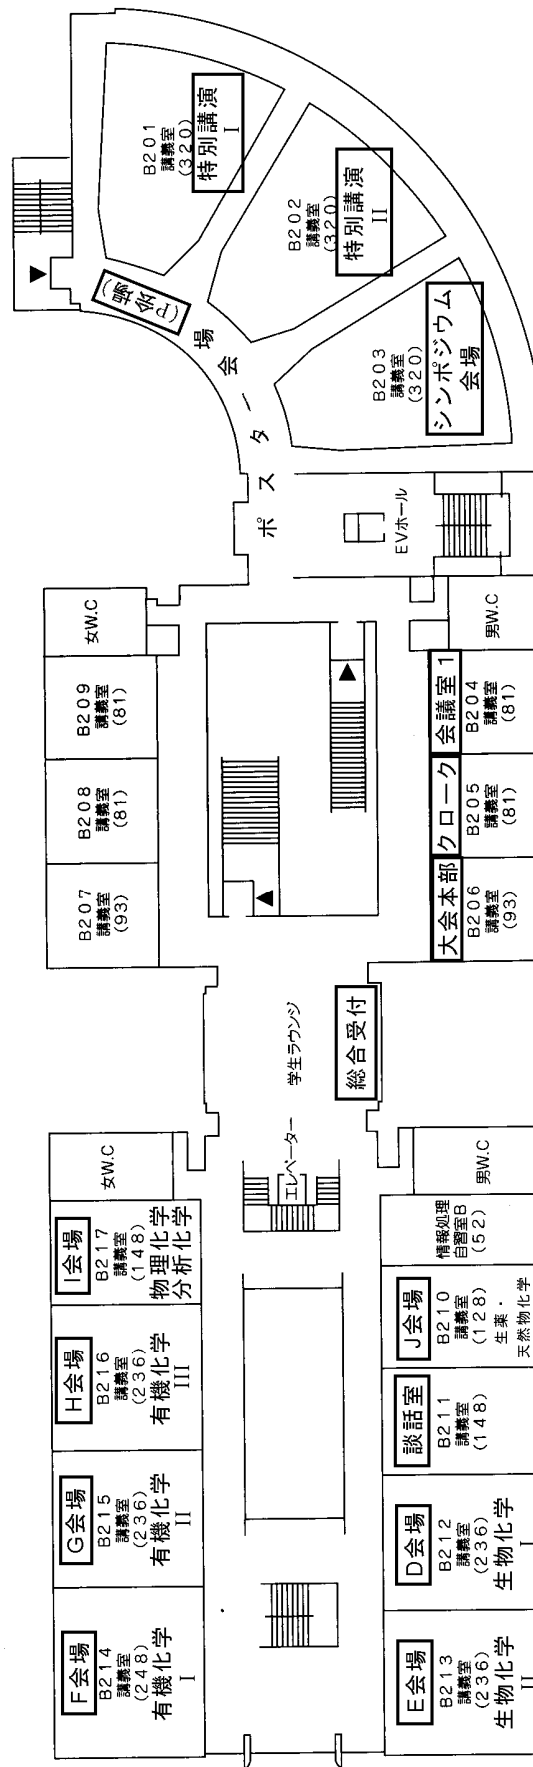 B201
講義室
(320)
特別講演
I
B202
講義室
(320)
特別講演
II
B203
講義室
(320)
シンポジウム
会場
(P会場)
ポスター会場
EVホール
女W.C
B209
講義室
(81)
B208
講義室
(81)
B207
講義室
(93)
男W.C
会議室1
B204
講義室
(81)
クローク
B205
講義室
(81)
大会本部
B206
講義室
(93)
学生ラウンジ
総合受付
エレベーター
女W.C
I会場
B217
講義室
(148)
物理化学
分析化学
H会場
B216
講義室
(236)
有機化学
III
G会場
B215
講義室
(236)
有機化学
II
F会場
B214
講義室
(248)
有機化学
I
男W.C
情報処理
自習室B
(52)
J会場
B210
講義室
(128)
生薬・
天然物化学
談話室
B211
講義室
(148)
D会場
B212
講義室
(236)
生物化学
I
E会場
B213
講義室
(236)
生物化学
II